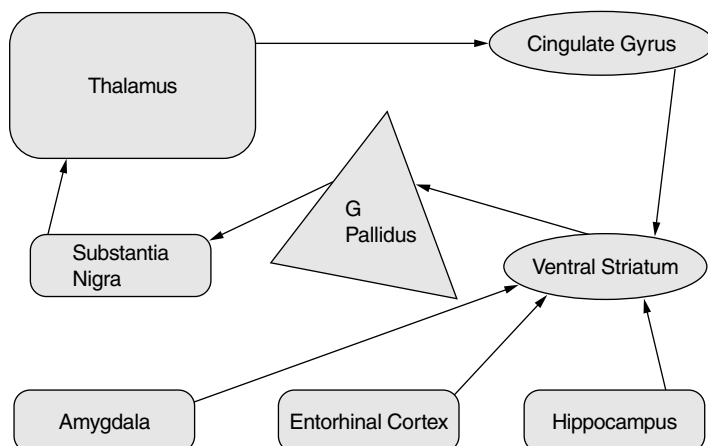 Thalamus
Cingulate Gyrus
G
Pallidus
Substantia
Nigra
Ventral Striatum
Amygdala
Entorhinal Cortex
Hippocampus